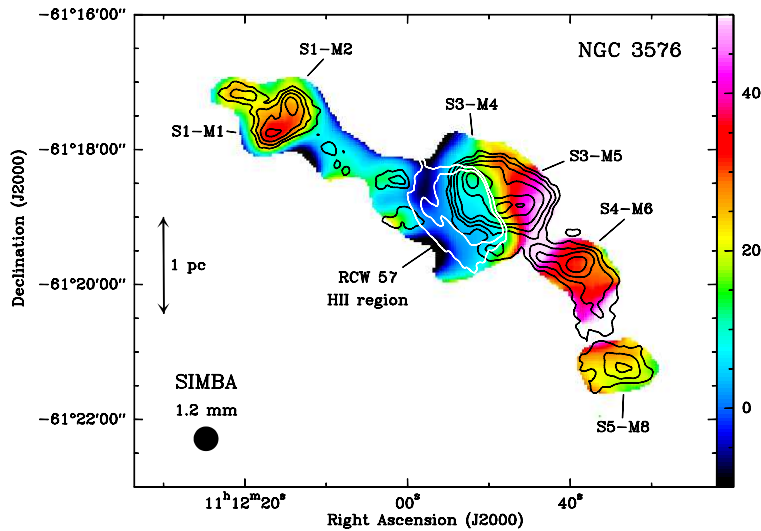 −61°16′00″
NGC 3576
S1−M2
40
S3−M4
S1−M1
−61°18′00″
S3−M5
S4−M6
Declination (J2000)
1 pc
20
RCW 57
HII region
−61°20′00″
SIMBA
1.2 mm
0
−61°22′00″
S5−M8
11ʰ12ᵐ20ˢ
00ˢ
40ˢ
Right Ascension (J2000)